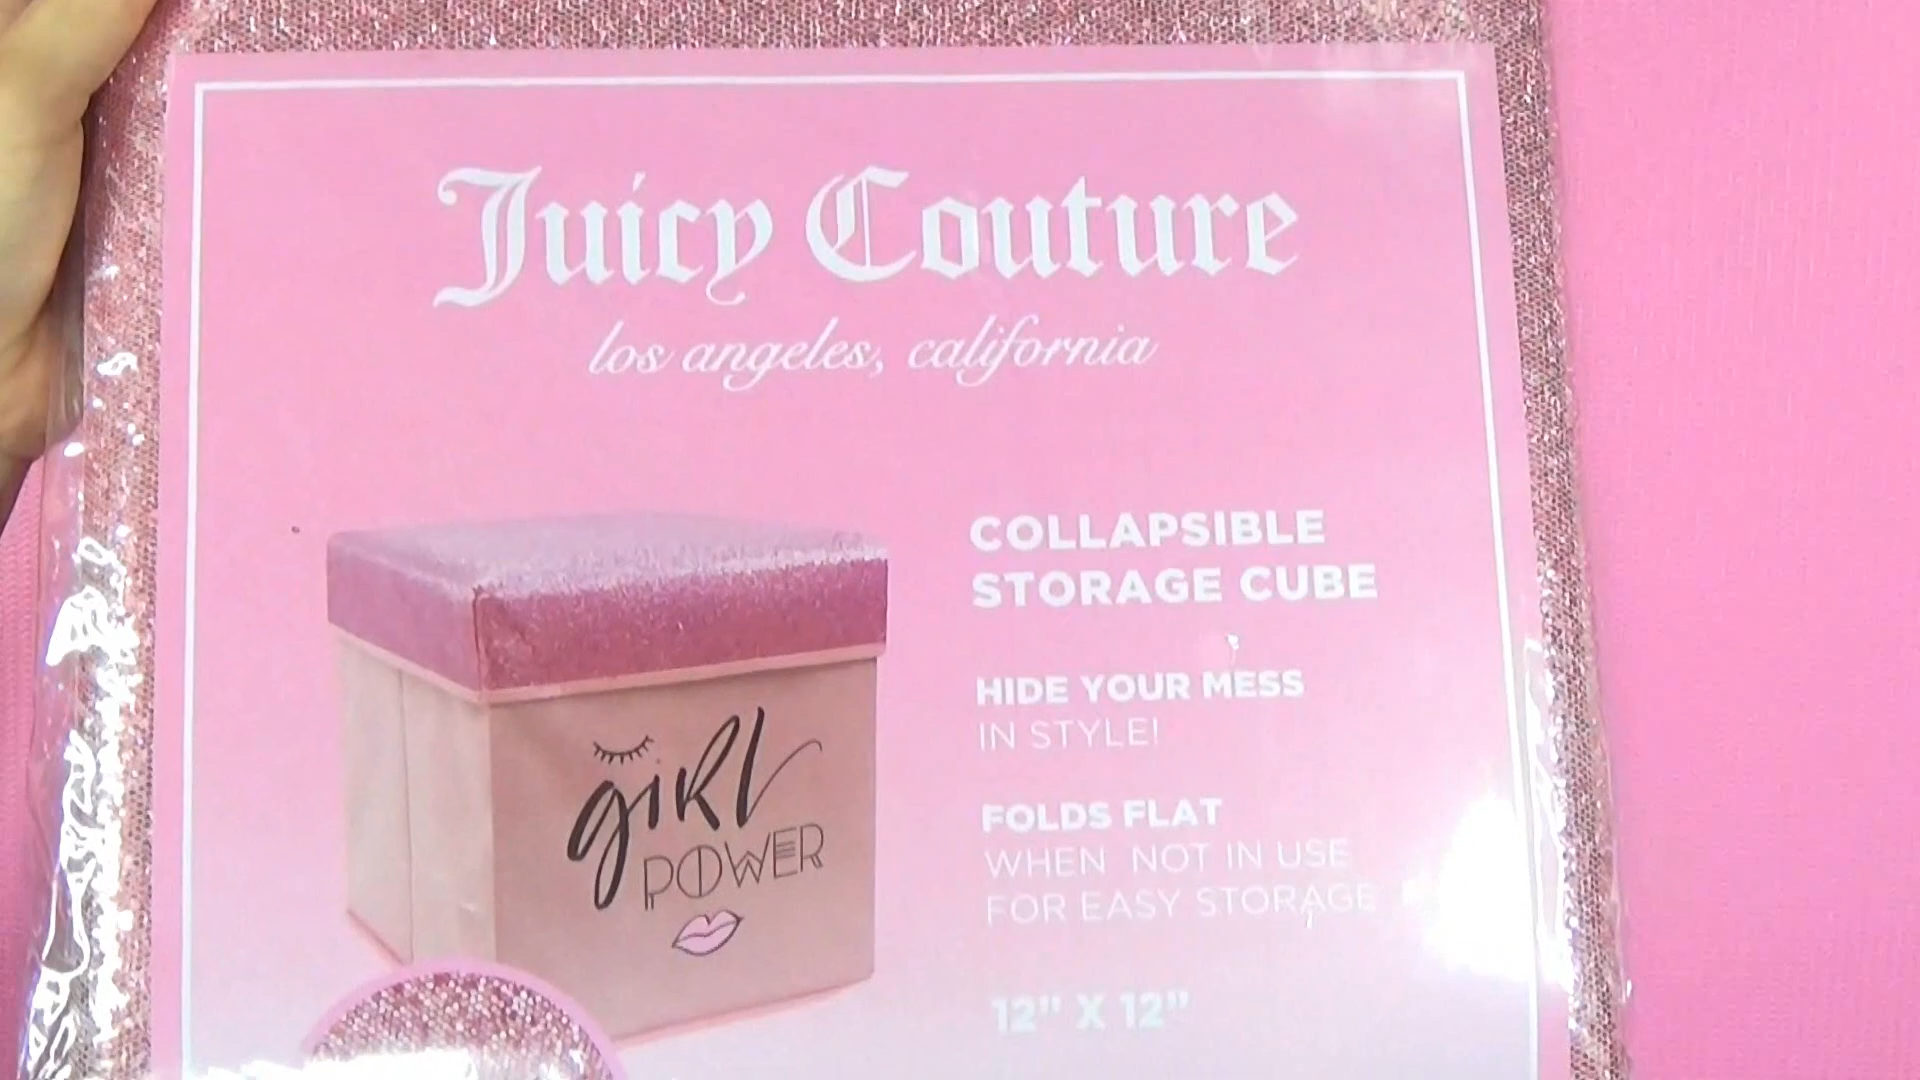 Juicy Couture
los angeles, california
COLLAPSIBLE
STORAGE CUBE
HIDE YOUR MESS
IN STYLE!
FOLDS FLAT
WHEN NOT IN USE
FOR EASY STORAGE
12" X 12"
giRl
POWER